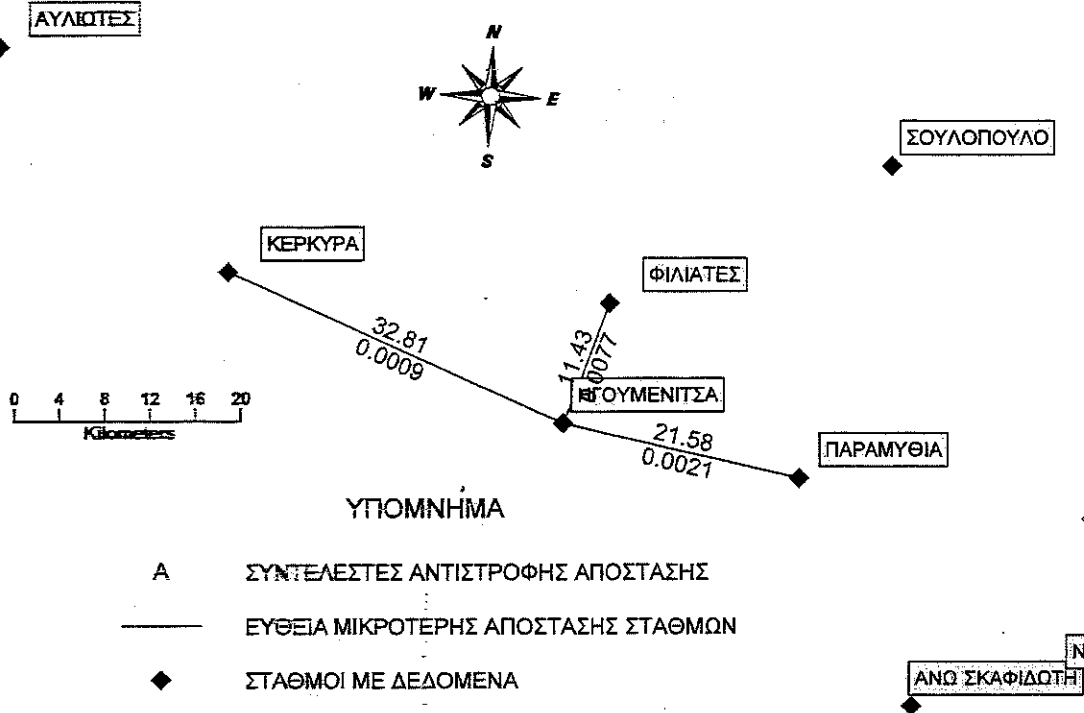 ΑΥΛΙΩΤΕΣ
N
W
E
S
ΣΟΥΛΟΠΟΥΛΟ
ΚΕΡΚΥΡΑ
ΦΙΛΙΑΤΕΣ
32.81
0.0009
11.43
0077
0 4 8 12 16 20
Kilometers
ΗΓΟΥΜΕΝΙΤΣΑ
21.58
0.0021
ΠΑΡΑΜΥΘΙΑ
ΥΠΟΜΝΗΜΑ
A ΣΥΝΤΕΛΕΣΤΕΣ ΑΝΤΙΣΤΡΟΦΗΣ ΑΠΟΣΤΑΣΗΣ
ΕΥΘΕΙΑ ΜΙΚΡΟΤΕΡΗΣ ΑΠΟΣΤΑΣΗΣ ΣΤΑΘΜΩΝ
ΣΤΑΘΜΟΙ ΜΕ ΔΕΔΟΜΕΝΑ
Ν
ΑΝΩ ΣΚΑΦΙΔΩΤΗ